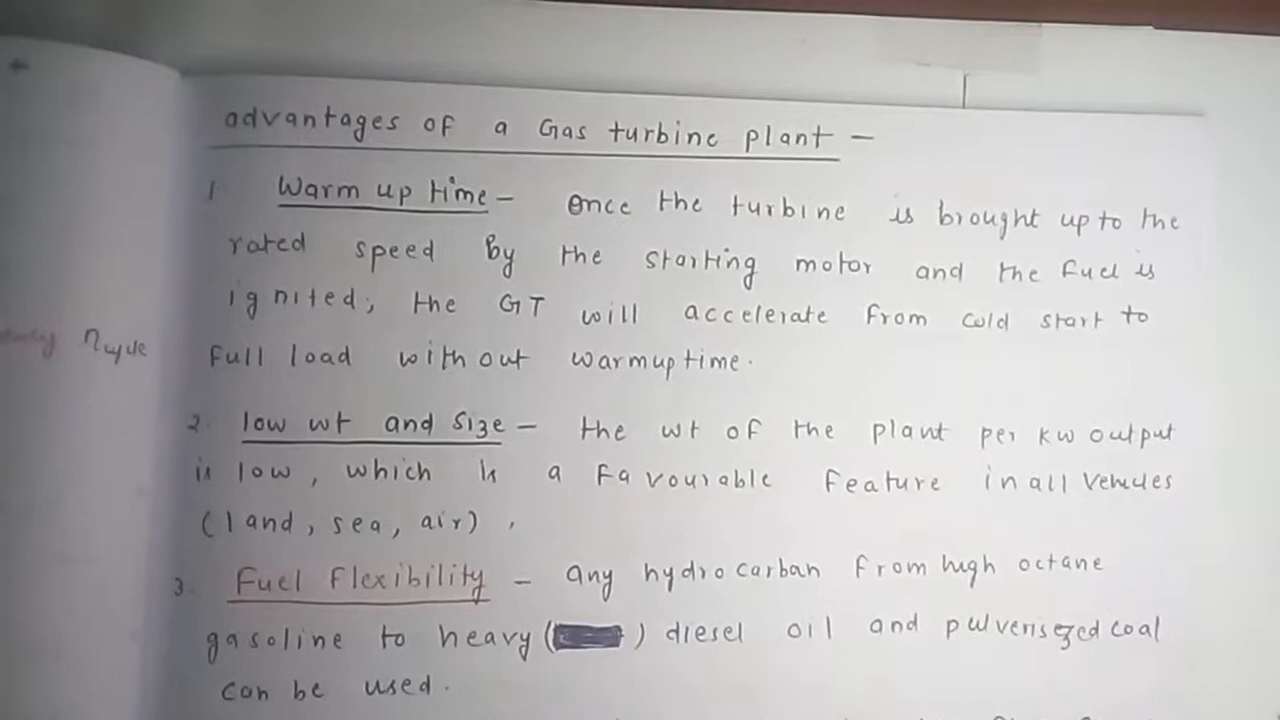 advantages of a Gas turbine plant -
1 Warm up time - Once the turbine is brought up to the
rated speed by the starting motor and the fuel is
ignited, the GT will accelerate from cold start to
full load without warmup time.
2. low wt and size - the wt of the plant per kw output
is low, which is a favourable feature in all vehicles
(land, sea, air),
3. Fuel Flexibility - any hydrocarban from high octane
gasoline to heavy ( ) diesel oil and pulveriszed coal
can be used.
ηcycle